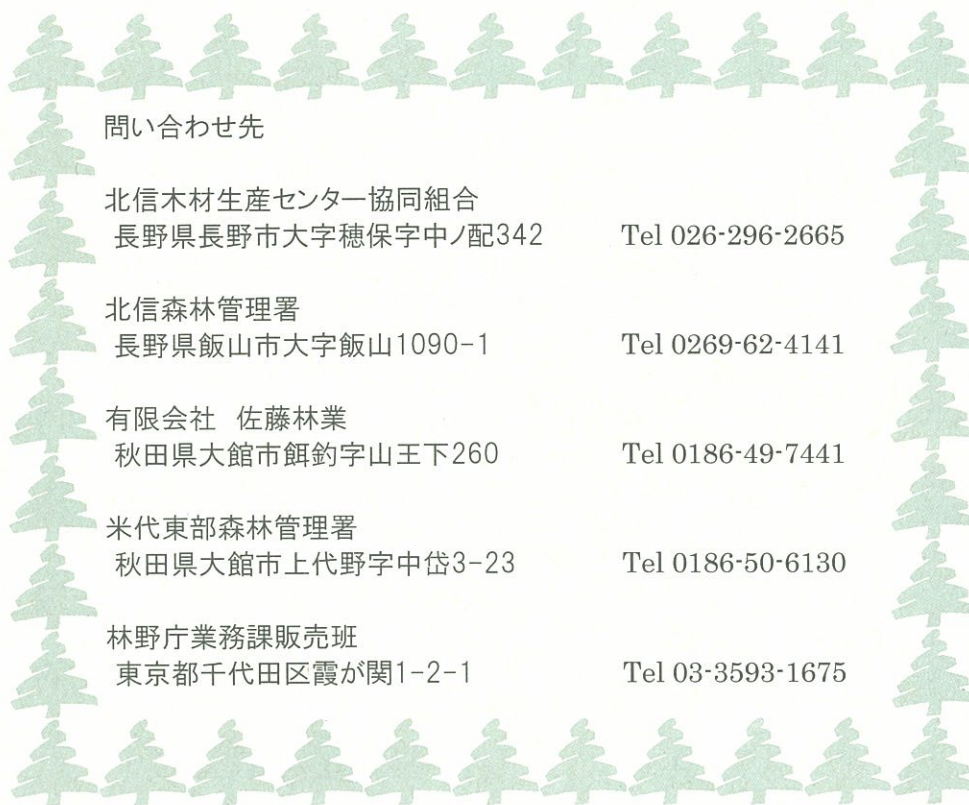 問い合わせ先
北信木材生産センター協同組合
長野県長野市大字穂保字中ノ配342 Tel 026-296-2665
北信森林管理署
長野県飯山市大字飯山1090-1 Tel 0269-62-4141
有限会社 佐藤林業
秋田県大館市餌釣字山王下260 Tel 0186-49-7441
米代東部森林管理署
秋田県大館市上代野字中岱3-23 Tel 0186-50-6130
林野庁業務課販売班
東京都千代田区霞が関1-2-1 Tel 03-3593-1675